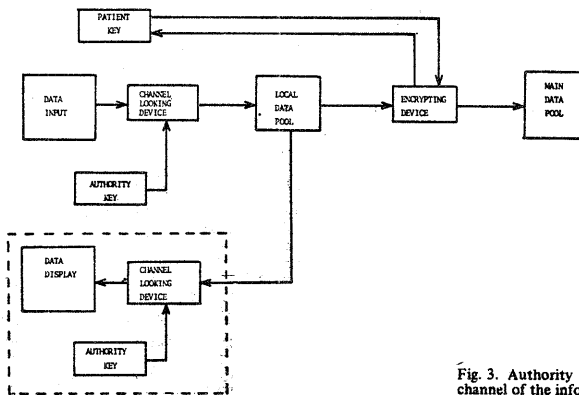 PATIENT
KEY
DATA
INPUT
CHANNEL
LOOKING
DEVICE
LOCAL
DATA
POOL
ENCRYPTING
DEVICE
MAIN
DATA
POOL
AUTHORITY
KEY
DATA
DISPLAY
CHANNEL
LOOKING
DEVICE
AUTHORITY
KEY
Fig. 3. Authority
channel of the info